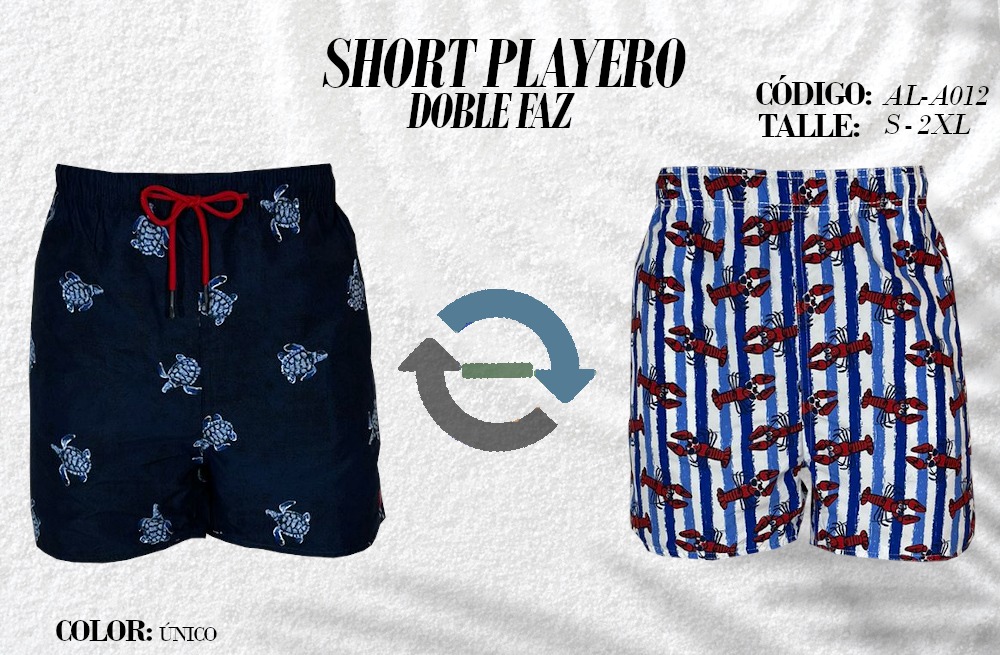 SHORT PLAYERO
DOBLE FAZ
CÓDIGO: AL-A012
TALLE: S - 2XL
COLOR: ÚNICO